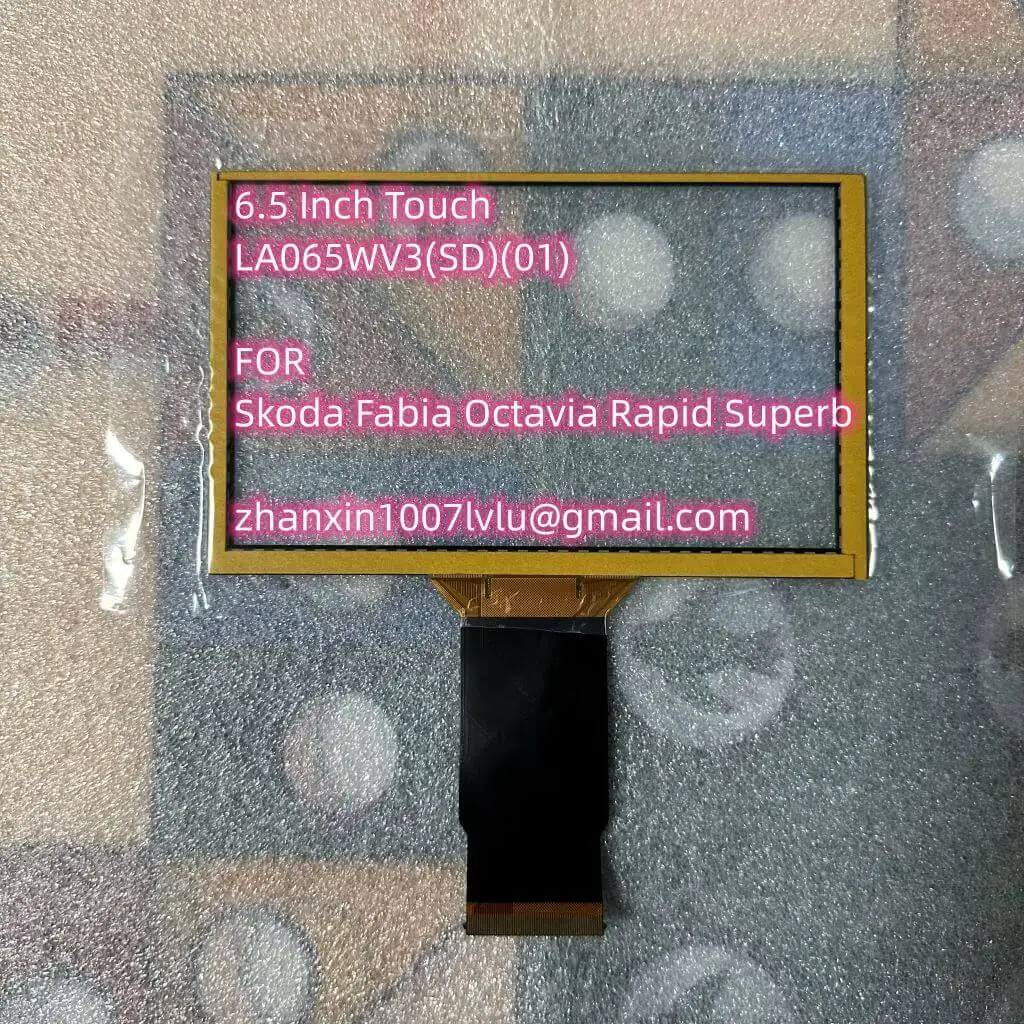 6.5 Inch Touch
LA065WV3(SD)(01)
FOR
Skoda Fabia Octavia Rapid Superb
zhanxin1007lvlu@gmail.com